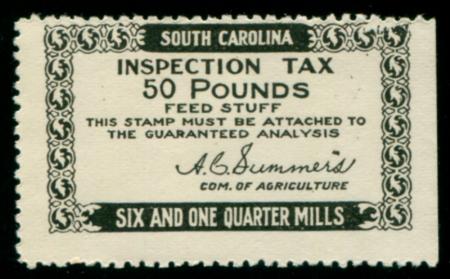 SOUTH CAROLINA
INSPECTION TAX
50 POUNDS
FEED STUFF
THIS STAMP MUST BE ATTACHED TO
THE GUARANTEED ANALYSIS
A. C. Summers
COM. OF AGRICULTURE
SIX AND ONE QUARTER MILLS